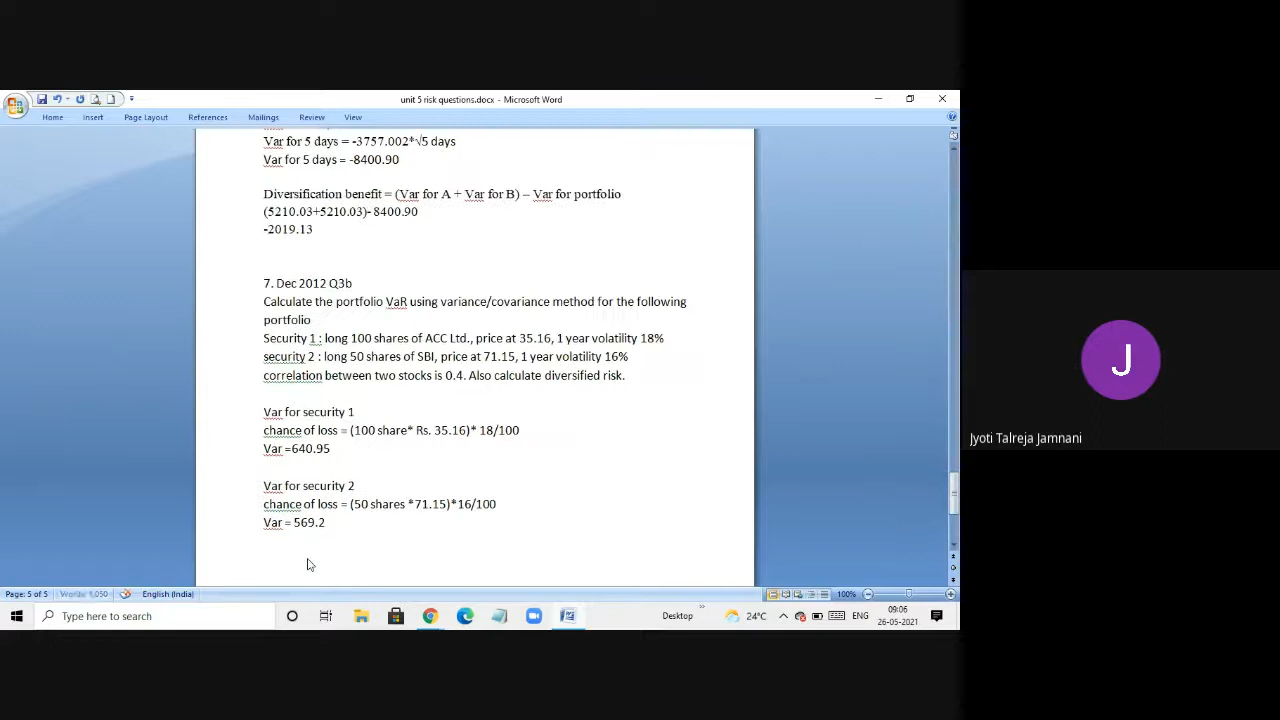 unit 5 risk questions.docx - Microsoft Word
Home Insert Page Layout References Mailings Review View
Var for 5 days = -3757.002*√5 days
Var for 5 days = -8400.90
Diversification benefit = (Var for A + Var for B) – Var for portfolio
(5210.03+5210.03)- 8400.90
-2019.13
7. Dec 2012 Q3b
Calculate the portfolio VaR using variance/covariance method for the following
portfolio
Security 1 : long 100 shares of ACC Ltd., price at 35.16, 1 year volatility 18%
security 2 : long 50 shares of SBI, price at 71.15, 1 year volatility 16%
correlation between two stocks is 0.4. Also calculate diversified risk.
Var for security 1
chance of loss = (100 share* Rs. 35.16)* 18/100
Var =640.95
Var for security 2
chance of loss = (50 shares *71.15)*16/100
Var = 569.2
J
Jyoti Talreja Jamnani
Page: 5 of 5 Words: 1,050 English (India) 100%
Type here to search Desktop 24°C ENG
09:06
26-05-2021